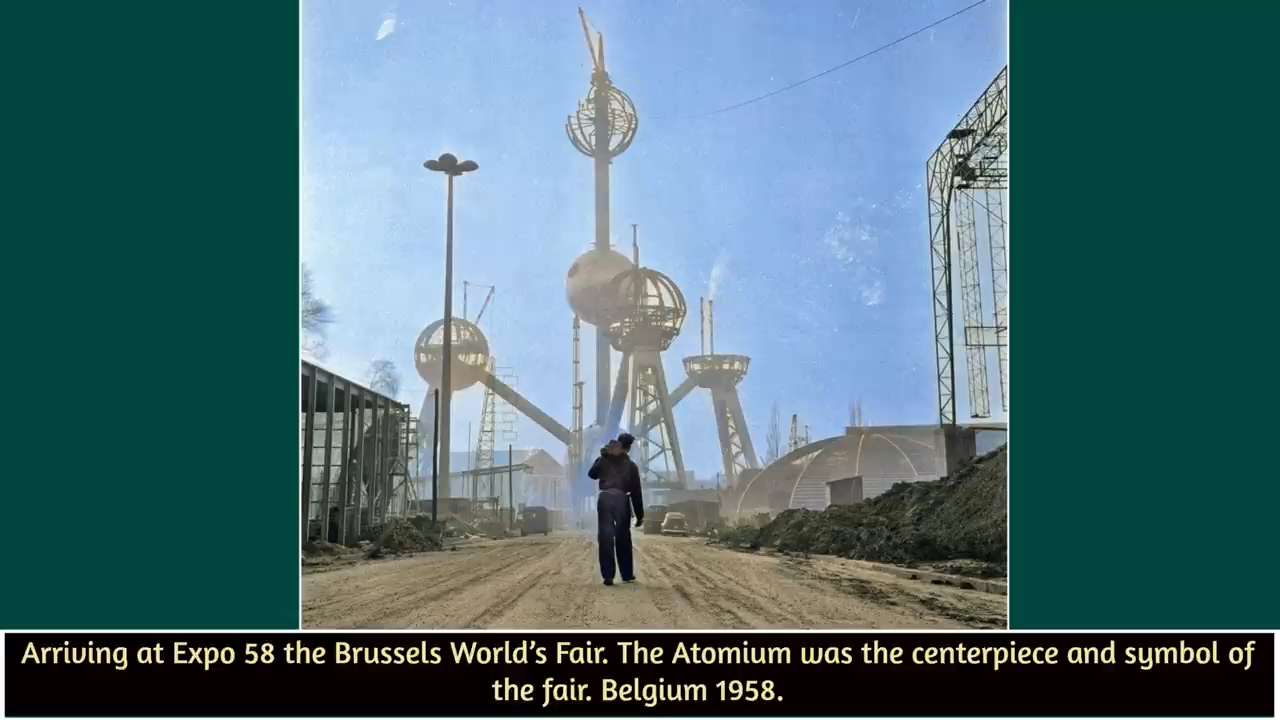 Arriving at Expo 58 the Brussels World’s Fair. The Atomium was the centerpiece and symbol of
the fair. Belgium 1958.